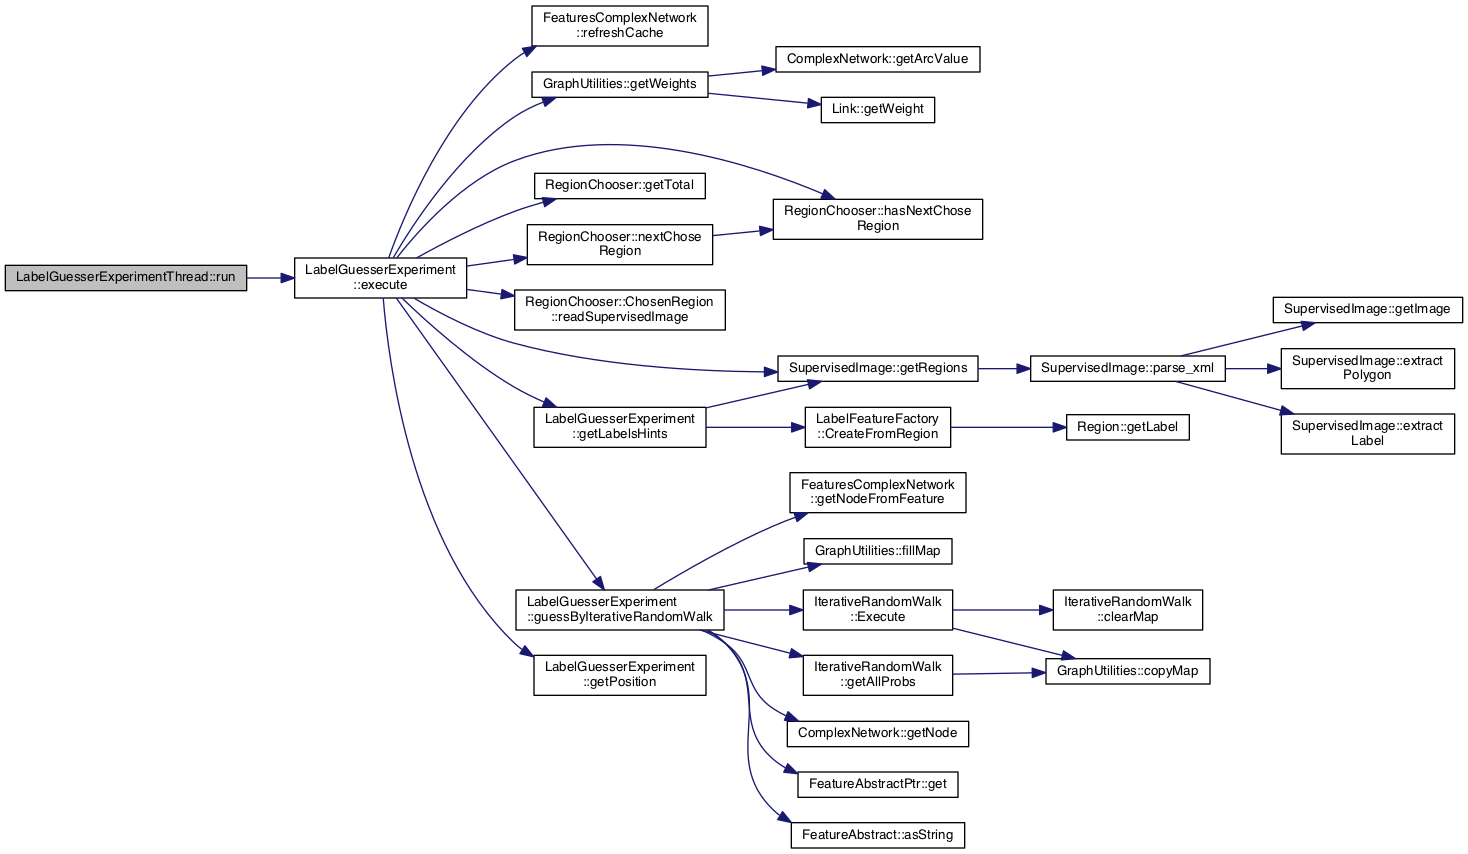 FeaturesComplexNetwork
::refreshCache
GraphUtilities::getWeights
ComplexNetwork::getArcValue
Link::getWeight
RegionChooser::getTotal
RegionChooser::hasNextChose
Region
RegionChooser::nextChose
Region
LabelGuesserExperimentThread::run
LabelGuesserExperiment
::execute
RegionChooser::ChosenRegion
::readSupervisedImage
SupervisedImage::getImage
SupervisedImage::getRegions
SupervisedImage::parse_xml
SupervisedImage::extract
Polygon
LabelGuesserExperiment
::getLabelsHints
LabelFeatureFactory
::CreateFromRegion
Region::getLabel
SupervisedImage::extract
Label
FeaturesComplexNetwork
::getNodeFromFeature
GraphUtilities::fillMap
LabelGuesserExperiment
::guessByIterativeRandomWalk
IterativeRandomWalk
::Execute
IterativeRandomWalk
::clearMap
LabelGuesserExperiment
::getPosition
IterativeRandomWalk
::getAllProbs
GraphUtilities::copyMap
ComplexNetwork::getNode
FeatureAbstractPtr::get
FeatureAbstract::asString